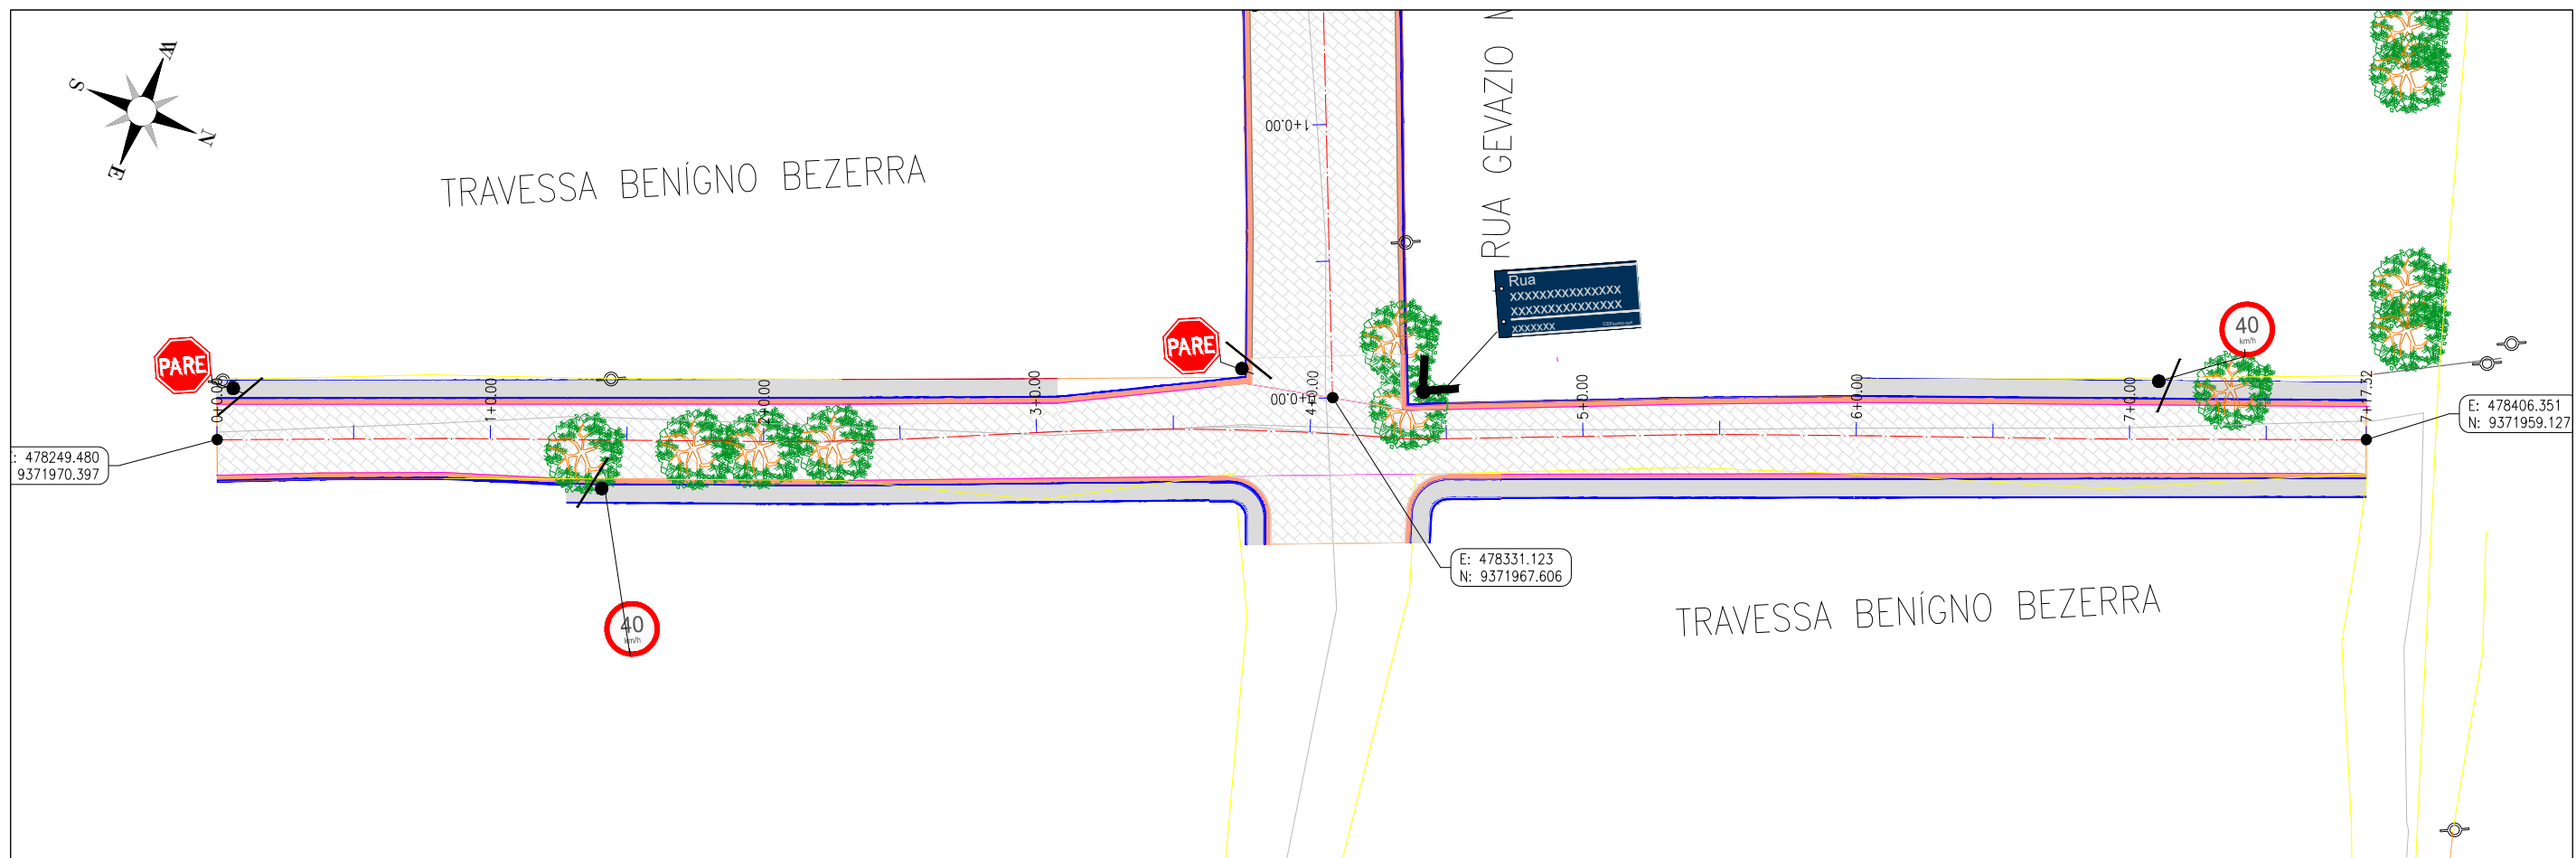 W
S
N
E
TRAVESSA BENÍGNO BEZERRA
RUA GEVAZIO
1+0.00
Rua
xxxxxxxxxxxxxxx
xxxxxxxxxxxxxxx
xxxxxxx
PARE
PARE
40
km/h
0+0.00
1+0.00
2+0.00
3+0.00
4+0.00
0+0.00
5+0.00
6+0.00
7+0.00
7+17.32
E: 478406.351
N: 9371959.127
: 478249.480
9371970.397
E: 478331.123
N: 9371967.606
40
km/h
TRAVESSA BENÍGNO BEZERRA